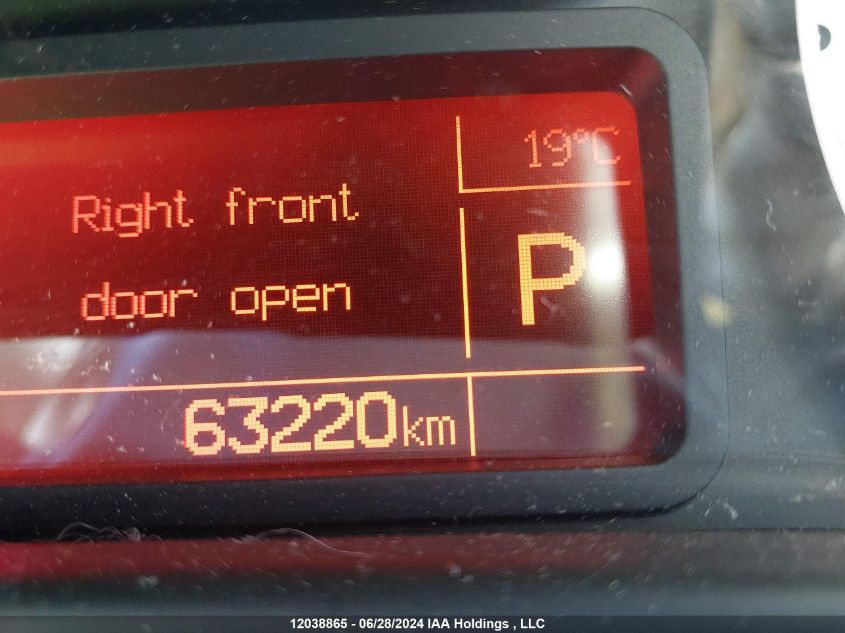 19°C
Right front
door open
P
63220km
12038865 - 06/28/2024 IAA Holdings , LLC